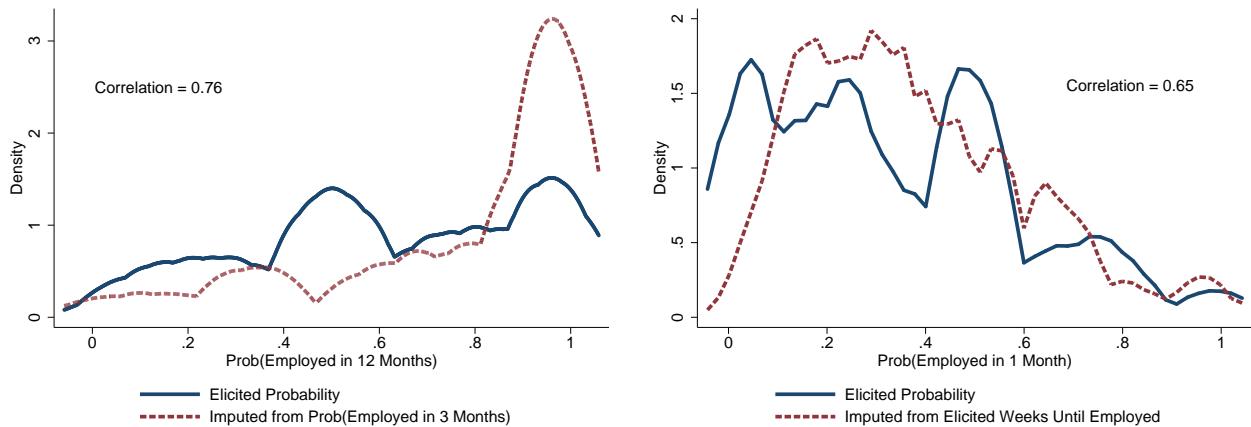 3
2
1
0
Density
Correlation = 0.76
0 .2 .4 .6 .8 1
Prob(Employed in 12 Months)
Elicited Probability
Imputed from Prob(Employed in 3 Months)
2
1.5
1
.5
0
Density
Correlation = 0.65
0 .2 .4 .6 .8 1
Prob(Employed in 1 Month)
Elicited Probability
Imputed from Elicited Weeks Until Employed